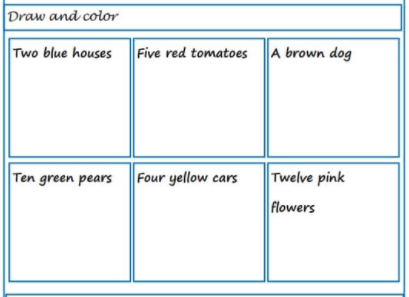 Draw and color
Two blue houses
Five red tomatoes
A brown dog
Ten green pears
Four yellow cars
Twelve pink
flowers